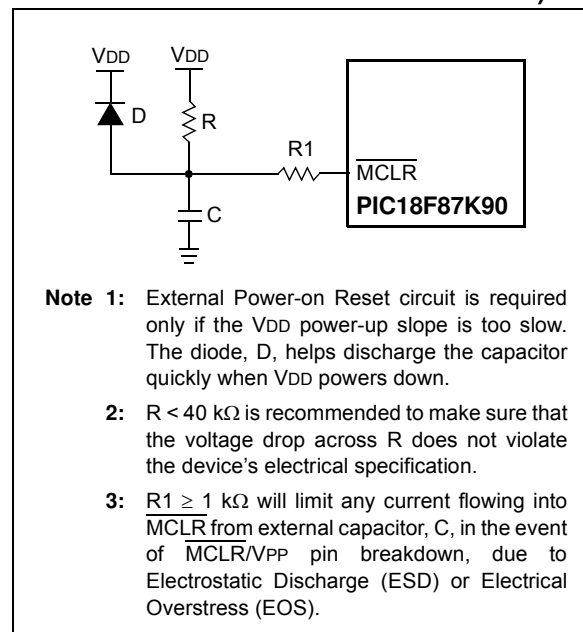 VDD VDD
D
R
R1
MCLR
PIC18F87K90
C
Note 1: External Power-on Reset circuit is required
only if the VDD power-up slope is too slow.
The diode, D, helps discharge the capacitor
quickly when VDD powers down.
2: R < 40 kΩ is recommended to make sure that
the voltage drop across R does not violate
the device's electrical specification.
3: R1 ≥ 1 kΩ will limit any current flowing into
MCLR from external capacitor, C, in the event
of MCLR/VPP pin breakdown, due to
Electrostatic Discharge (ESD) or Electrical
Overstress (EOS).